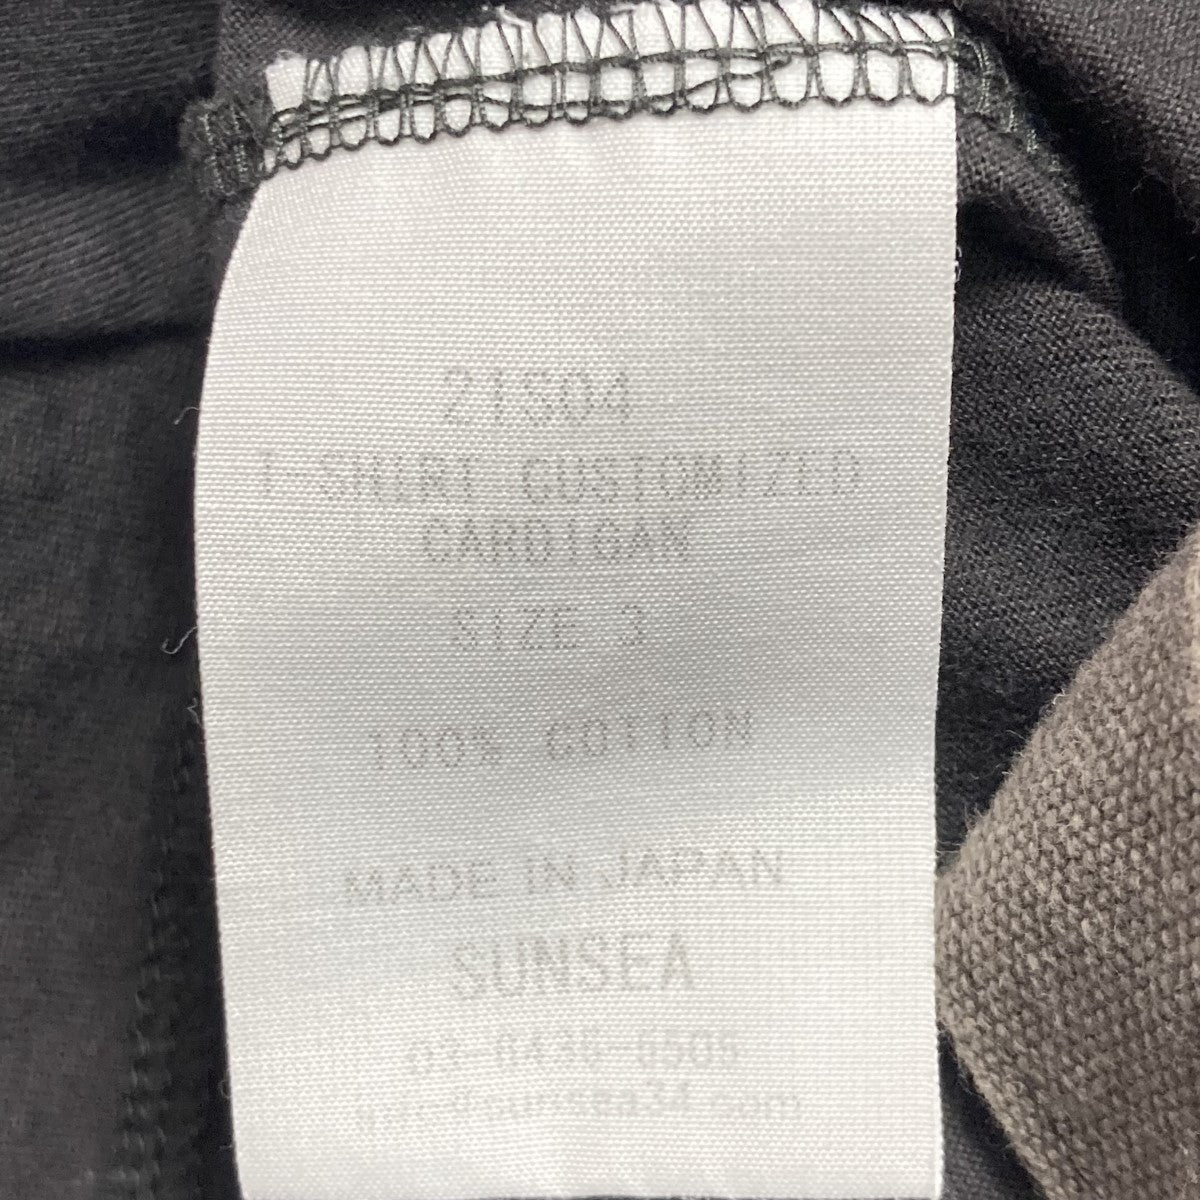 21S04
T-SHIRT CUSTOMIZED
CARDIGAN
SIZE 3
100% COTTON
MADE IN JAPAN
SUNSEA